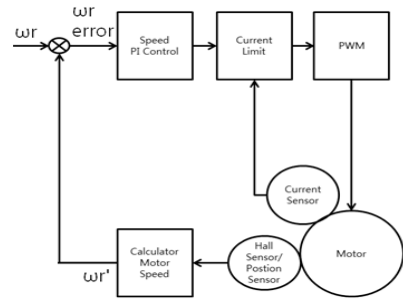 ωr
ωr
error
Speed
PI Control
Current
Limit
PWM
Current
Sensor
Calculator
Motor
Speed
Hall
Sensor/
Postion
Sensor
Motor
ωr'